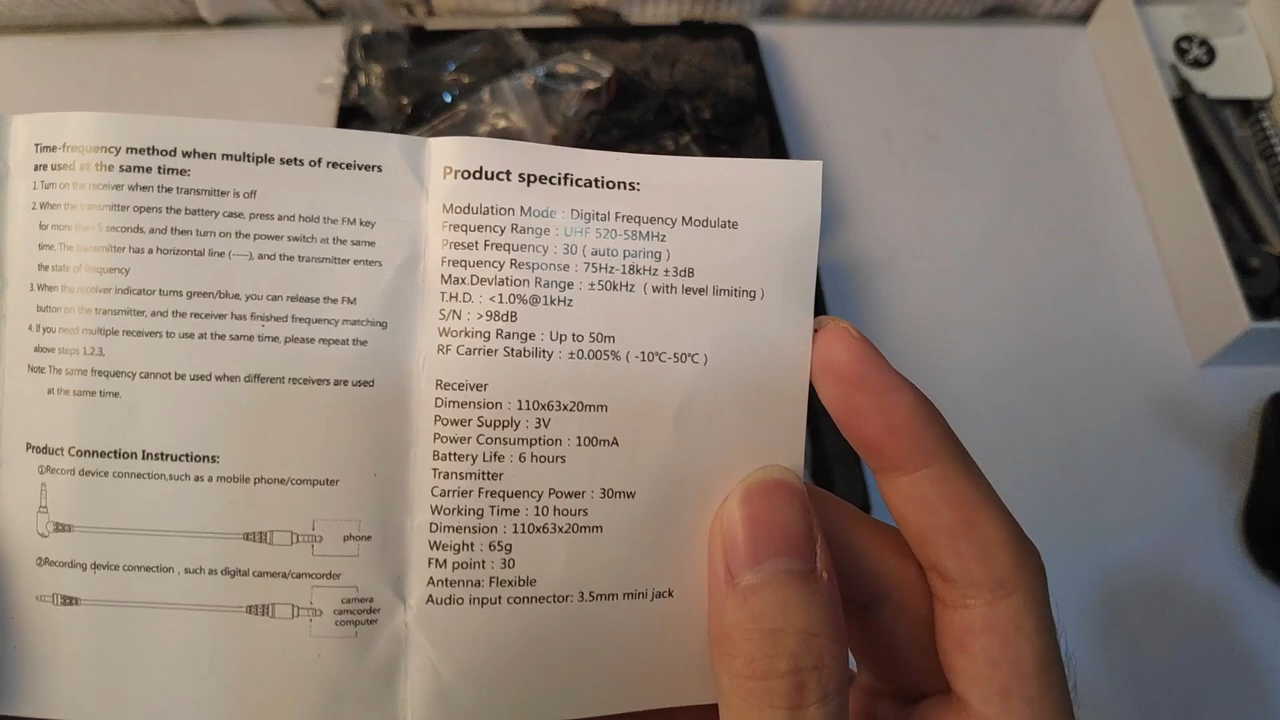 Time-frequency method when multiple sets of receivers
are used at the same time:
1.Turn on the receiver when the transmitter is off
2.When the transmitter opens the battery case, press and hold the FM key
for more than 5 seconds, and then turn on the power switch at the same
time. The transmitter has a horizontal line (—–), and the transmitter enters
the state of frequency
3.When the receiver indicator turns green/blue, you can release the FM
button on the transmitter, and the receiver has finished frequency matching
4.If you need multiple receivers to use at the same time, please repeat the
above steps 1.2.3,
Note: The same frequency cannot be used when different receivers are used
at the same time.
Product Connection Instructions:
①Record device connection,such as a mobile phone/computer
phone
②Recording device connection , such as digital camera/camcorder
camera
camcorder
computer
Product specifications:
Modulation Mode : Digital Frequency Modulate
Frequency Range : UHF 520-58MHz
Preset Frequency : 30 ( auto paring )
Frequency Response : 75Hz-18kHz ±3dB
Max.Devlation Range : ±50kHz ( with level limiting )
T.H.D. : <1.0%@1kHz
S/N : >98dB
Working Range : Up to 50m
RF Carrier Stability : ±0.005% ( -10℃-50℃ )
Receiver
Dimension : 110x63x20mm
Power Supply : 3V
Power Consumption : 100mA
Battery Life : 6 hours
Transmitter
Carrier Frequency Power : 30mw
Working Time : 10 hours
Dimension : 110x63x20mm
Weight : 65g
FM point : 30
Antenna: Flexible
Audio input connector: 3.5mm mini jack